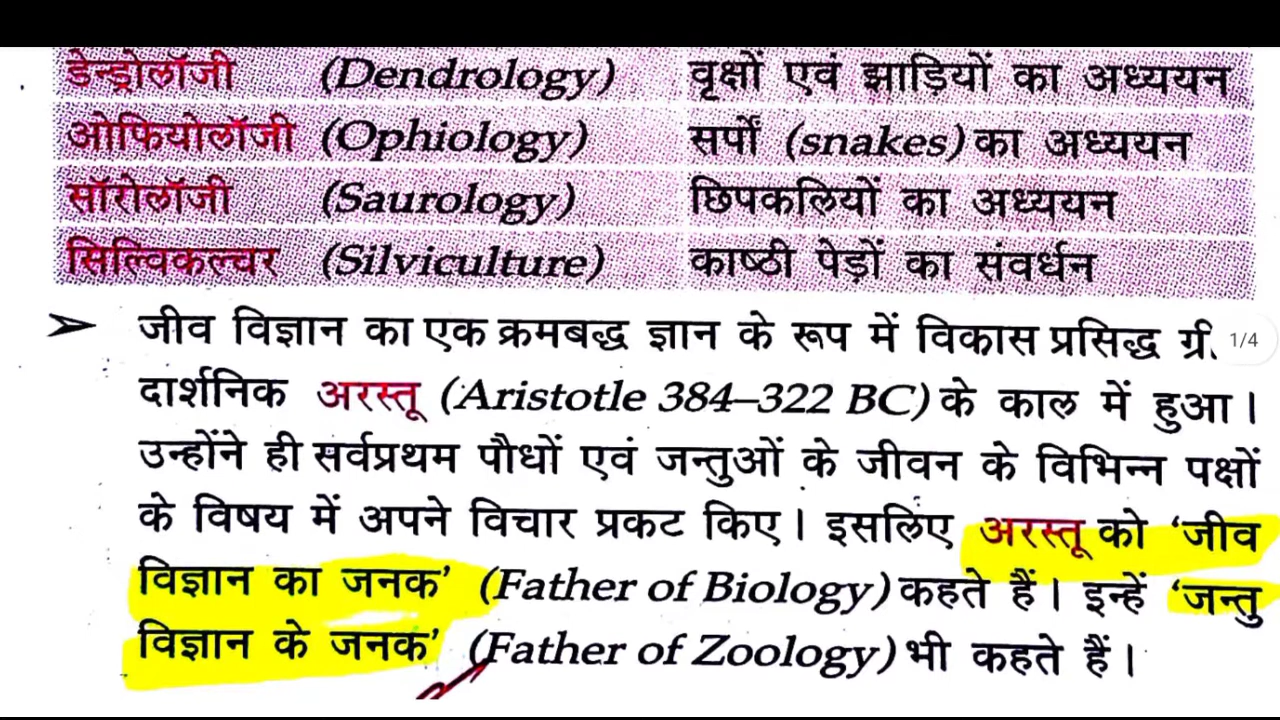 डेन्ड्रोलॉजी (Dendrology) वृक्षों एवं झाड़ियों का अध्ययन
ओफियोलॉजी (Ophiology) सर्पों (snakes) का अध्ययन
सॉरोलॉजी (Saurology) छिपकलियों का अध्ययन
सिल्विकल्चर (Silviculture) काष्ठी पेड़ों का संवर्धन
➢ जीव विज्ञान का एक क्रमबद्ध ज्ञान के रूप में विकास प्रसिद्ध 1/4
दार्शनिक अरस्तू (Aristotle 384–322 BC) के काल में हुआ।
उन्होंने ही सर्वप्रथम पौधों एवं जन्तुओं के जीवन के विभिन्न पक्षों
के विषय में अपने विचार प्रकट किए। इसलिए अरस्तू को ‘जीव
विज्ञान का जनक’ (Father of Biology) कहते हैं। इन्हें ‘जन्तु
विज्ञान के जनक’ (Father of Zoology) भी कहते हैं।